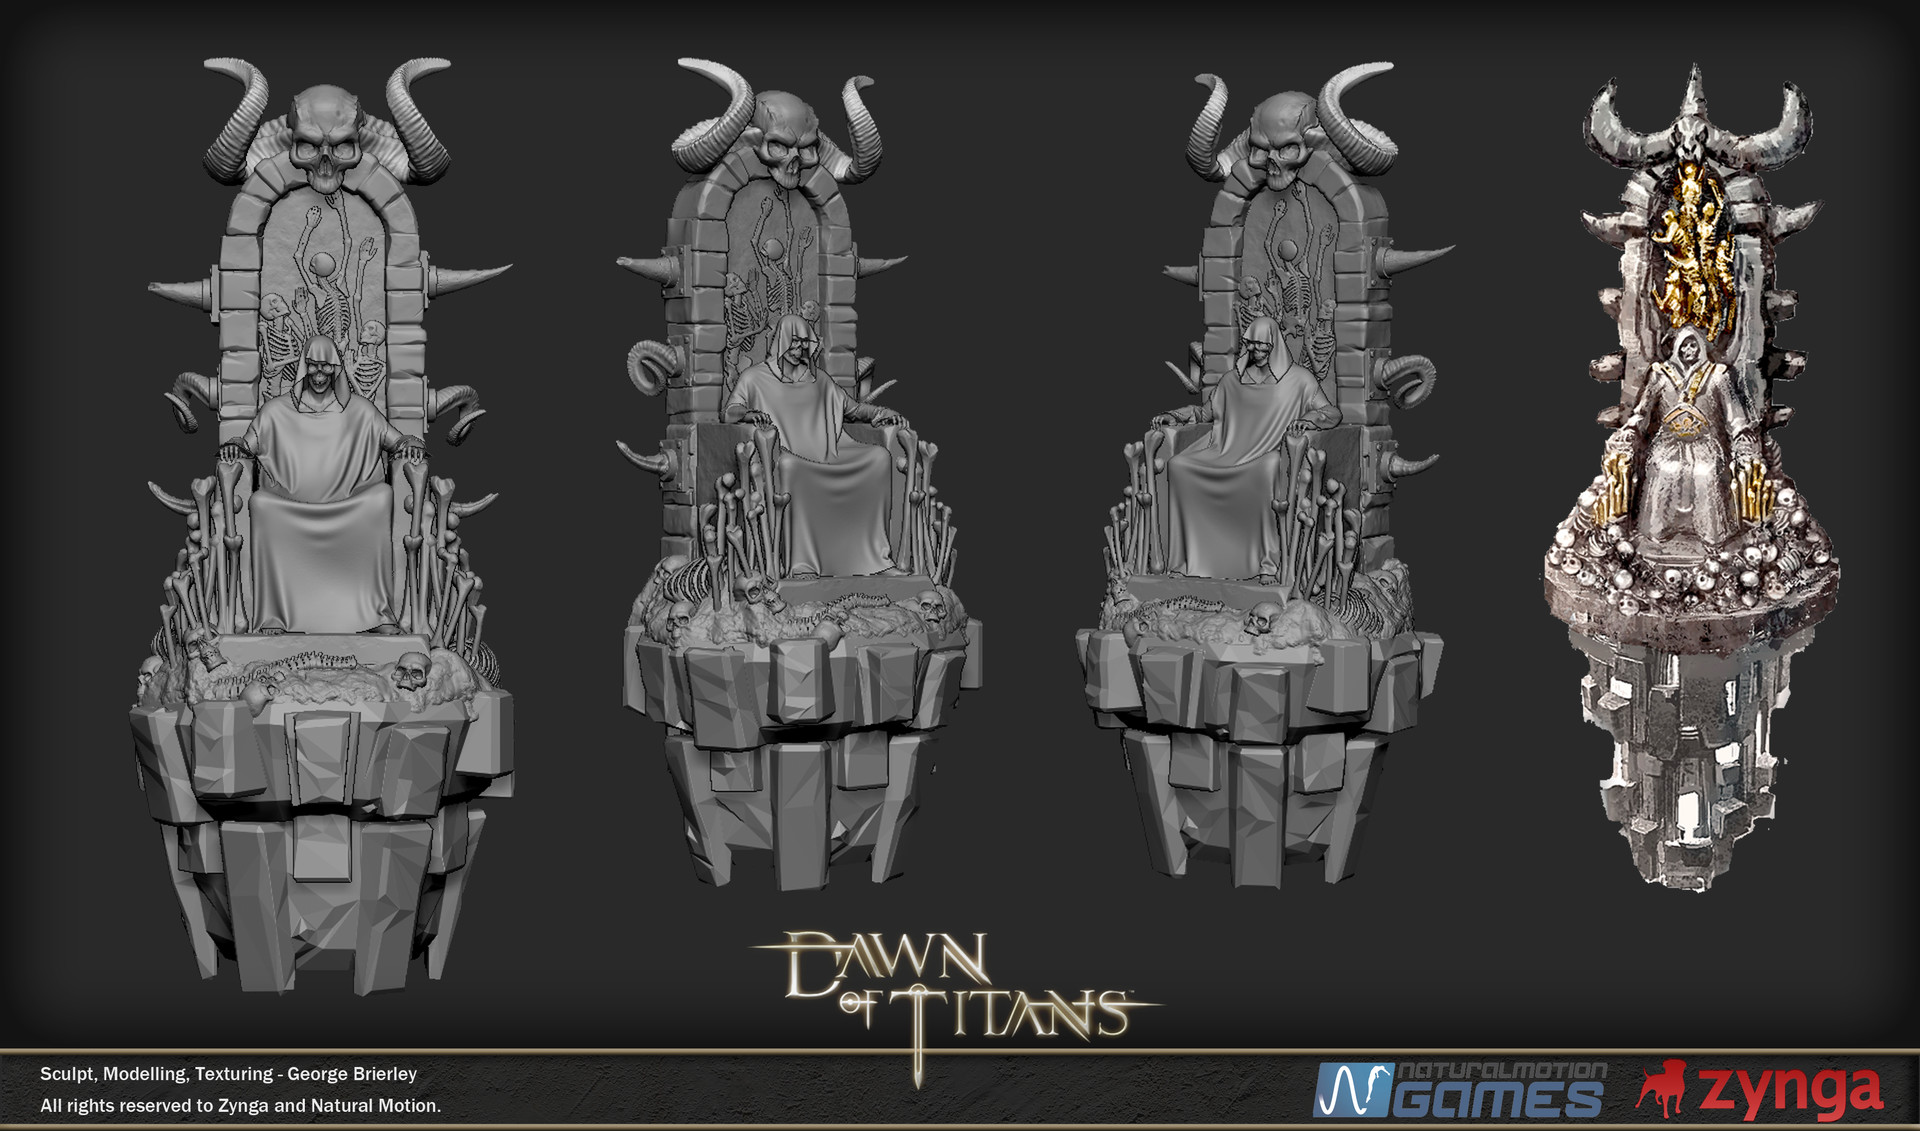 DAWN
OF TITANS
Sculpt, Modelling, Texturing - George Brierley
All rights reserved to Zynga and Natural Motion.
NATURALMOTION
GAMES
zynga